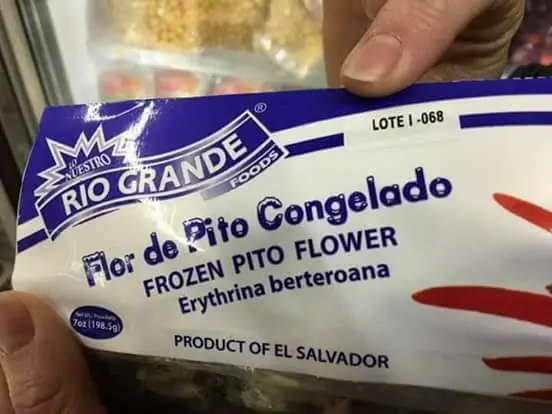 LOTE I -068
LO
NUESTRO
RIO GRANDE ®
FOODS
Flor de Pito Congelado
FROZEN PITO FLOWER
Erythrina berteroana
7oz (198.5g)
PRODUCT OF EL SALVADOR